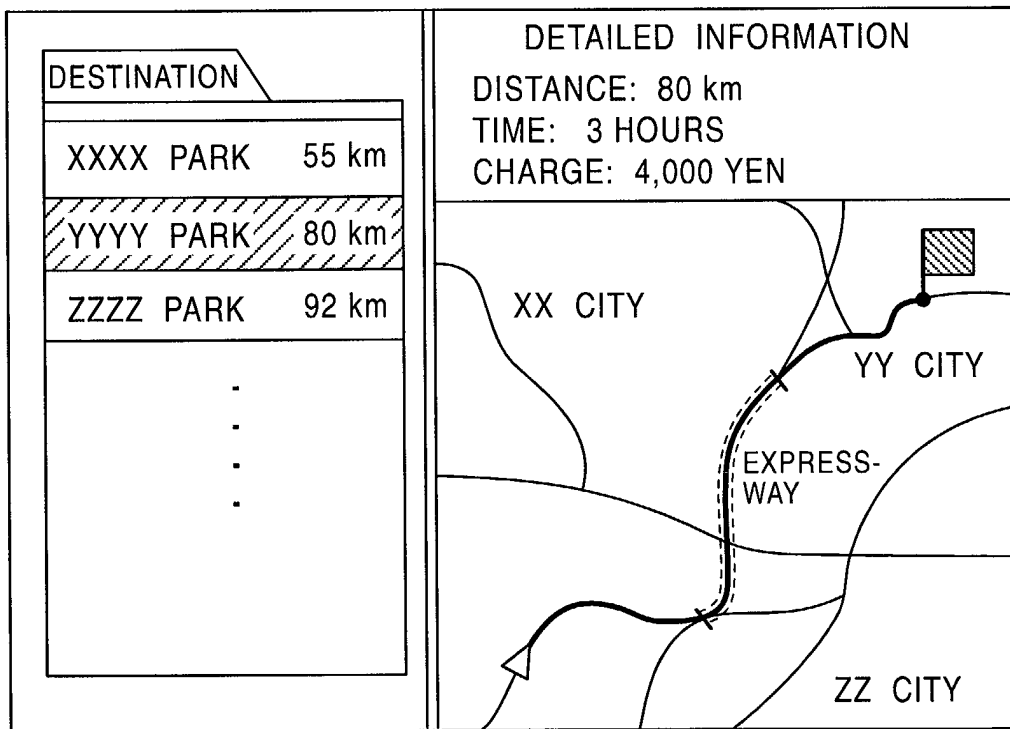 DESTINATION
XXXX PARK 55 km
YYYY PARK 80 km
ZZZZ PARK 92 km
DETAILED INFORMATION
DISTANCE: 80 km
TIME: 3 HOURS
CHARGE: 4,000 YEN
XX CITY
YY CITY
EXPRESS-
WAY
ZZ CITY